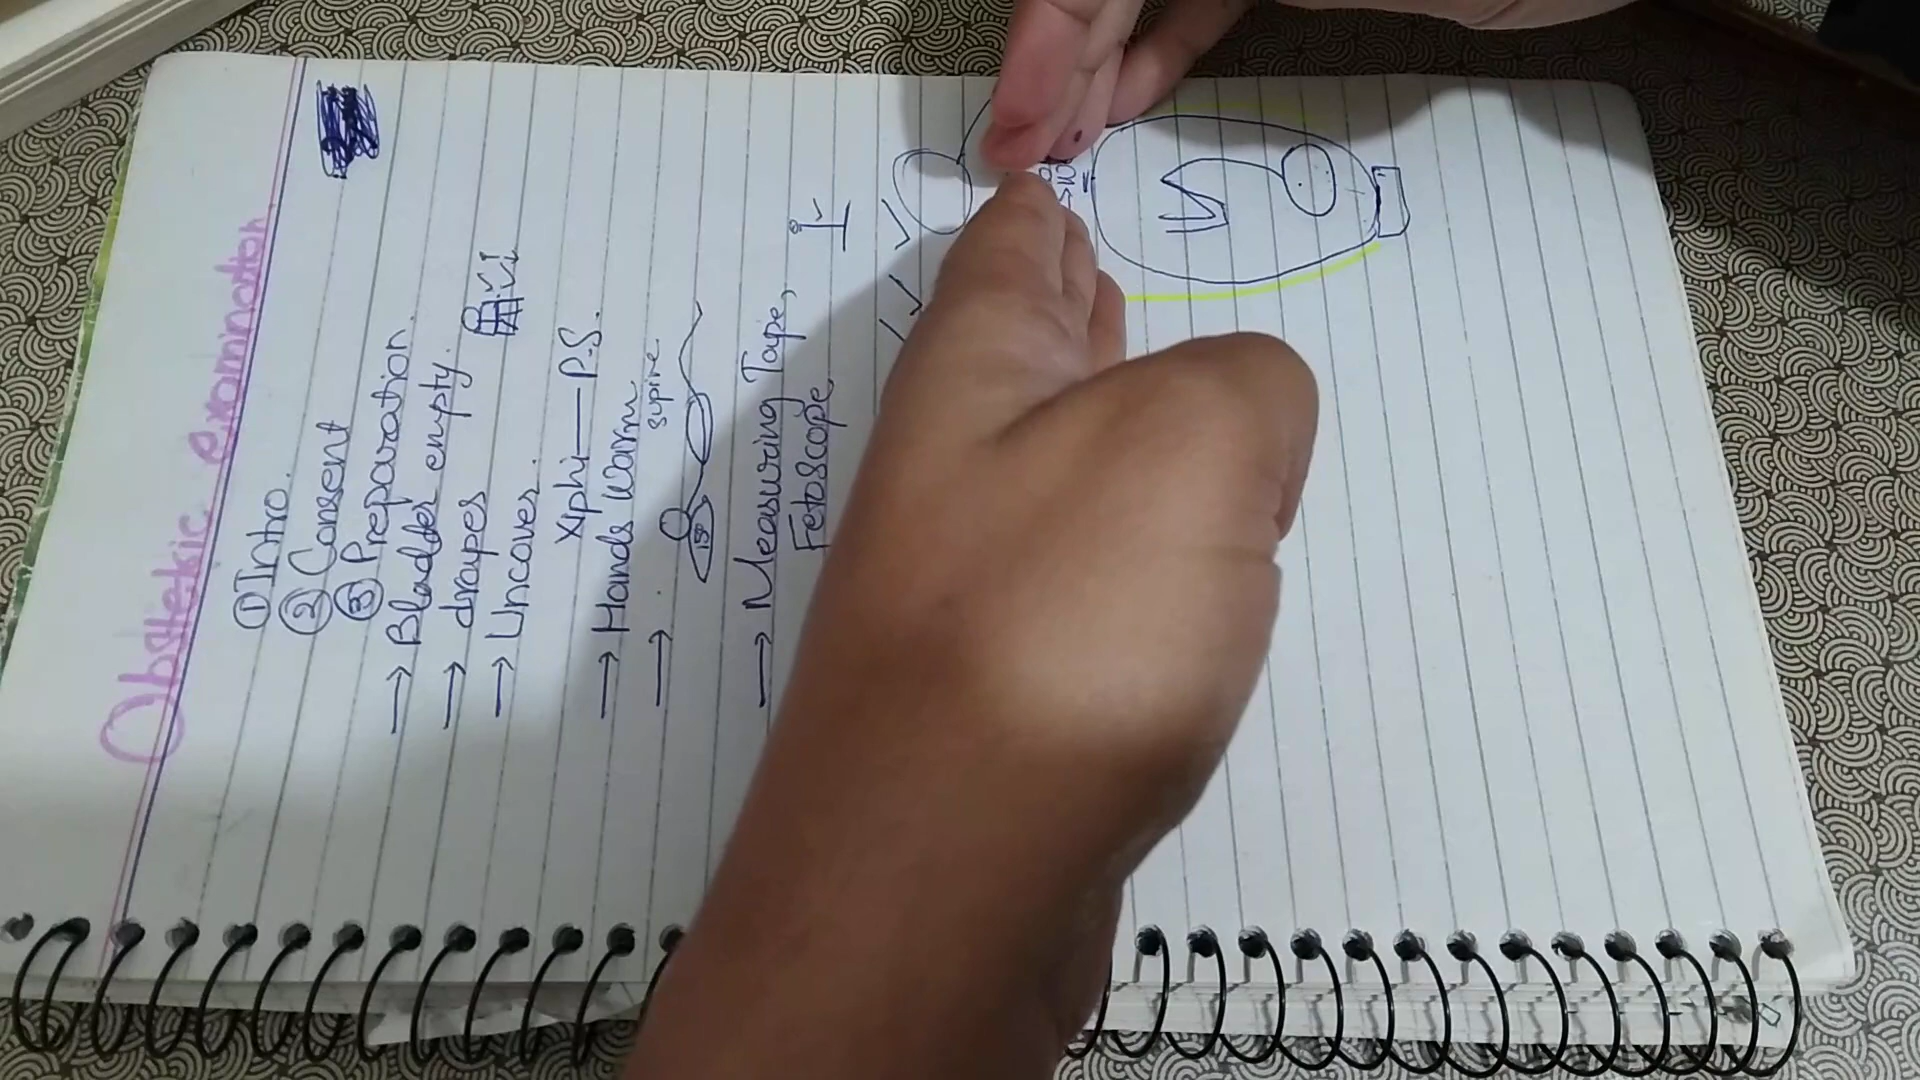 Obstetric examination.
① Intro.
② Consent
③ Preparation.
→ Bladder empty.
→ drapes
→ Uncover.
Xiphi — P.S.
→ Hands Warm
→ supine.
15°
→ Measuring Tape,
Fetoscope